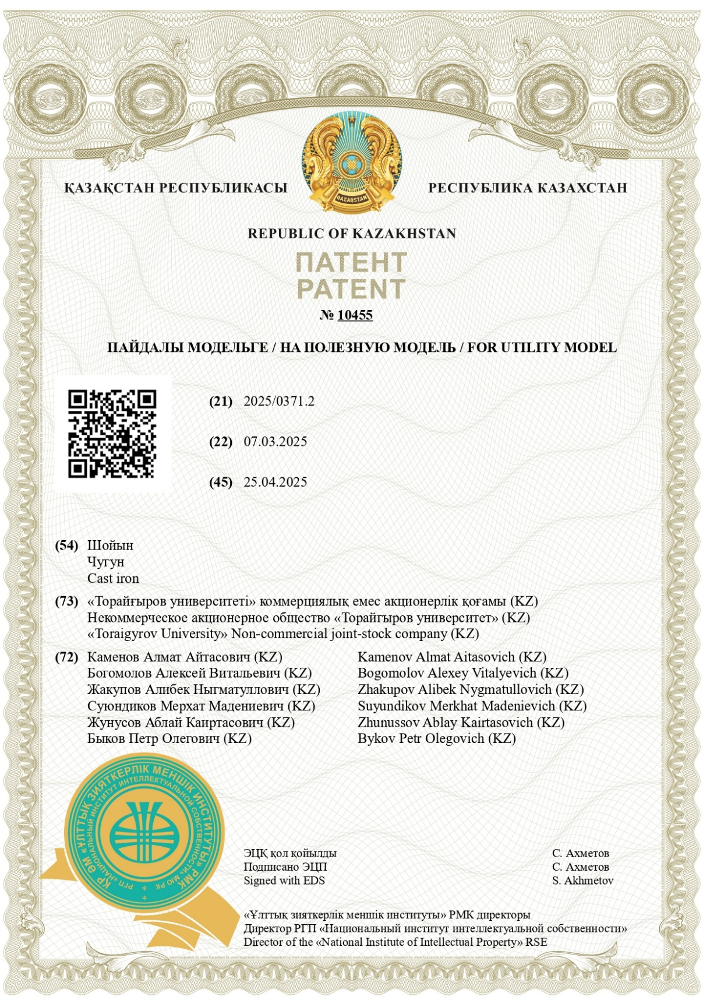 ҚАЗАҚСТАН РЕСПУБЛИКАСЫ
РЕСПУБЛИКА КАЗАХСТАН
QAZAQSTAN
REPUBLIC OF KAZAKHSTAN
ПАТЕНТ
PATENT
№ 10455
ПАЙДАЛЫ МОДЕЛЬГЕ / НА ПОЛЕЗНУЮ МОДЕЛЬ / FOR UTILITY MODEL
(21) 2025/0371.2
(22) 07.03.2025
(45) 25.04.2025
(54) Шойын
Чугун
Cast iron
(73) «Торайғыров университеті» коммерциялық емес акционерлік қоғамы (KZ)
Некоммерческое акционерное общество «Торайгыров университет» (KZ)
«Toraigyrov University» Non-commercial joint-stock company (KZ)
(72) Каменов Алмат Айтасович (KZ) Kamenov Almat Aitasovich (KZ)
Богомолов Алексей Витальевич (KZ) Bogomolov Alexey Vitalyevich (KZ)
Жакупов Алибек Ныгматуллович (KZ) Zhakupov Alibek Nygmatullovich (KZ)
Суюндиков Мерхат Мадениевич (KZ) Suyundikov Merkhat Madenievich (KZ)
Жунусов Аблай Каиртасович (KZ) Zhunussov Ablay Kairtasovich (KZ)
Быков Петр Олегович (KZ) Bykov Petr Olegovich (KZ)
ҚР ӘМ «ҰЛТТЫҚ ЗИЯТКЕРЛІК МЕНШІК ИНСТИТУТЫ» РМК
РГП «НАЦИОНАЛЬНЫЙ ИНСТИТУТ ИНТЕЛЛЕКТУАЛЬНОЙ СОБСТВЕННОСТИ» МЮ РК
ЭЦҚ қол қойылды С. Ахметов
Подписано ЭЦП С. Ахметов
Signed with EDS S. Akhmetov
«Ұлттық зияткерлік меншік институты» РМК директоры
Директор РГП «Национальный институт интеллектуальной собственности»
Director of the «National Institute of Intellectual Property» RSE